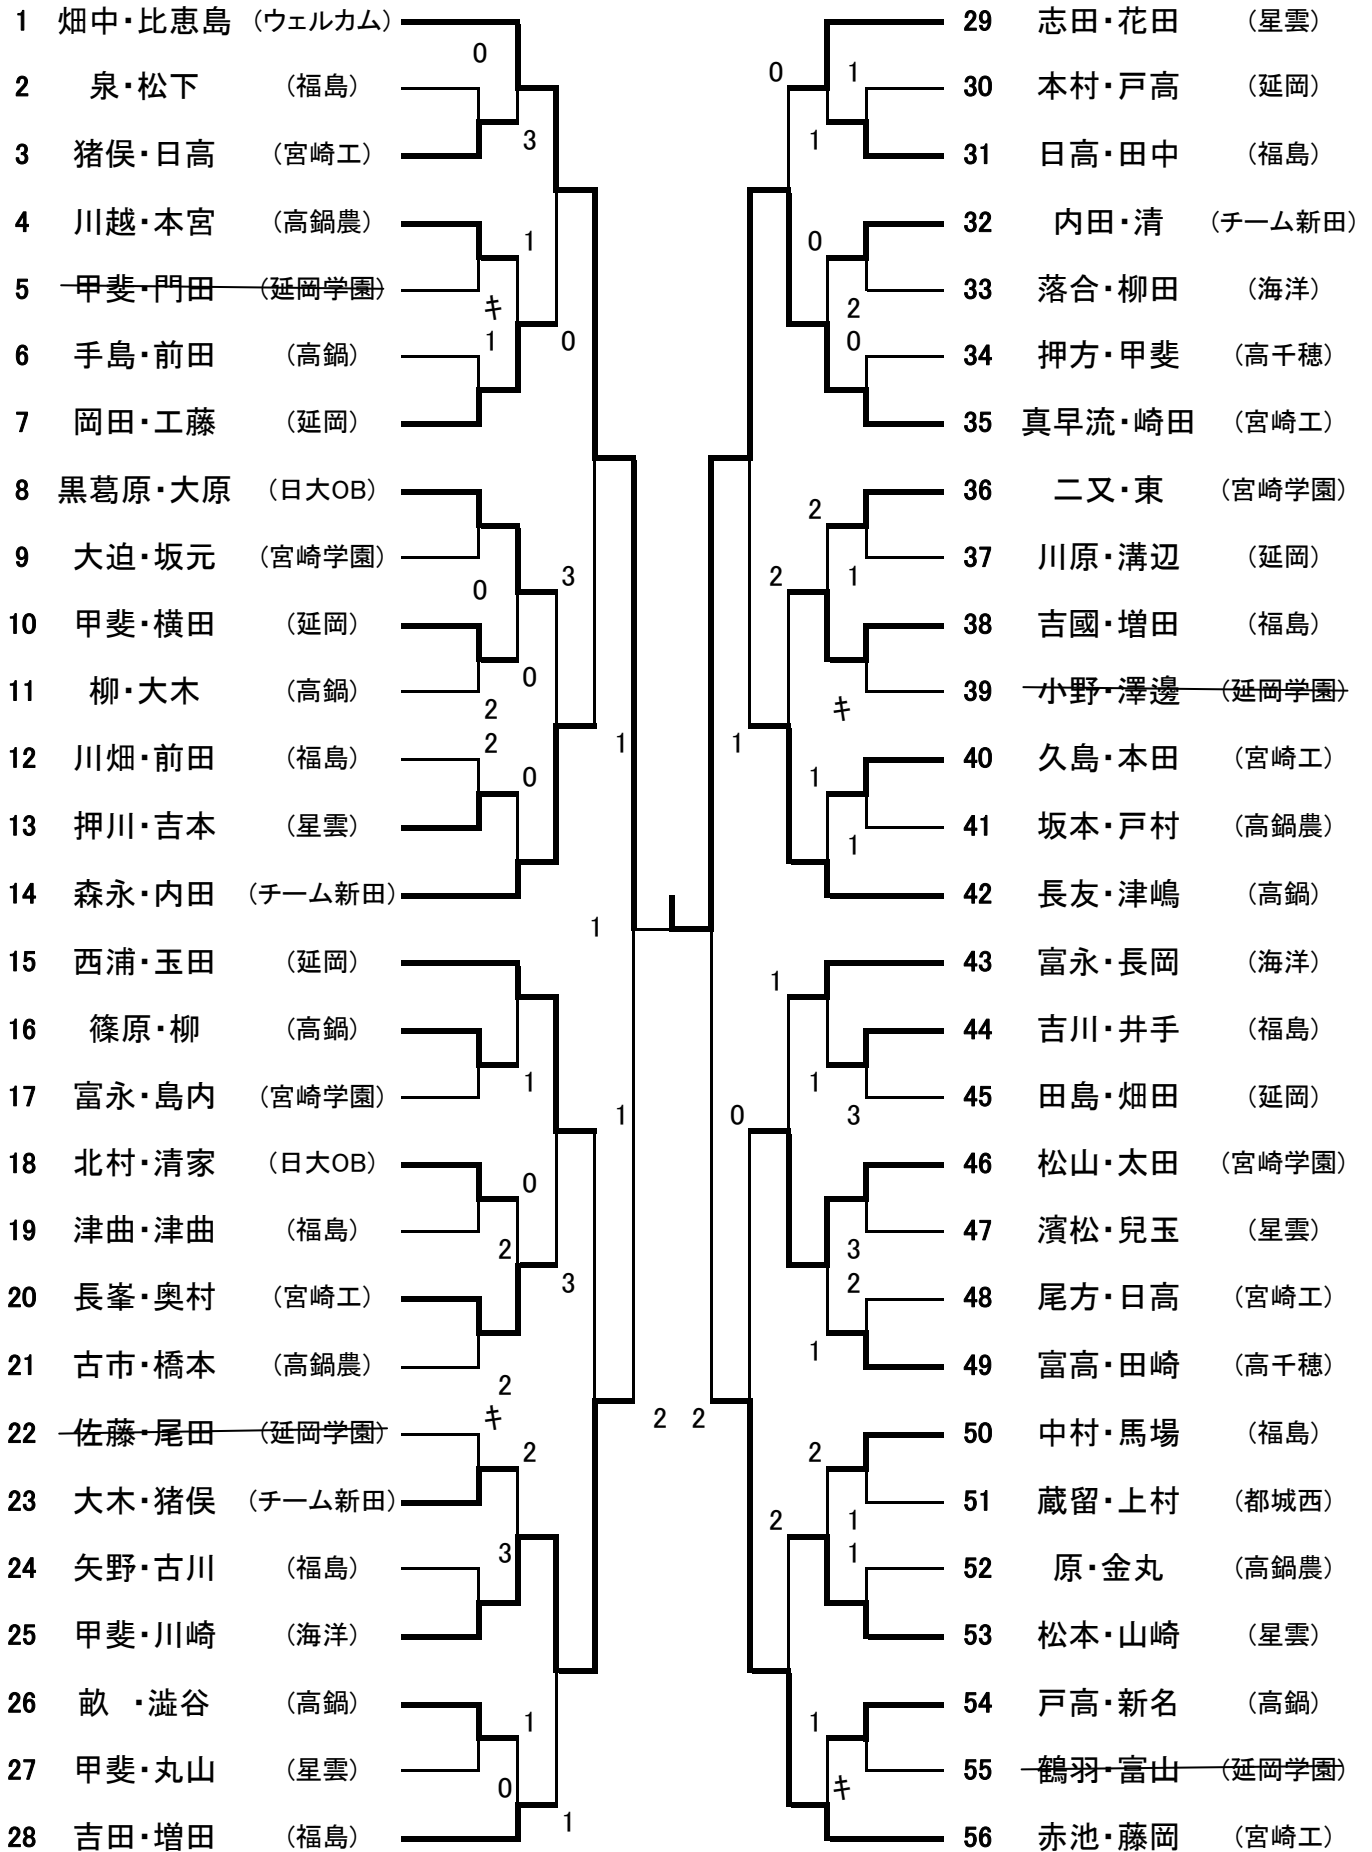 1 畑中・比恵島 （ウェルカム）
0
2 泉・松下 （福島）
3 猪俣・日高 （宮崎工）
3
4 川越・本宮 （高鍋農）
1
5 甲斐・門田 （延岡学園）
キ
6 手島・前田 （高鍋）
1
0
7 岡田・工藤 （延岡）
8 黒葛原・大原 （日大OB）
9 大迫・坂元 （宮崎学園）
3
0
10 甲斐・横田 （延岡）
11 柳・大木 （高鍋）
0
2
12 川畑・前田 （福島）
2
1
0
13 押川・吉本 （星雲）
14 森永・内田 （チーム新田）
1
15 西浦・玉田 （延岡）
16 篠原・柳 （高鍋）
17 富永・島内 （宮崎学園）
1
1
18 北村・清家 （日大OB）
0
19 津曲・津曲 （福島）
2
20 長峯・奥村 （宮崎工）
3
21 古市・橋本 （高鍋農）
2
22 佐藤・尾田 （延岡学園）
キ
2
2
23 大木・猪俣 （チーム新田）
24 矢野・古川 （福島）
3
25 甲斐・川崎 （海洋）
26 畝　・澁谷 （高鍋）
1
27 甲斐・丸山 （星雲）
0
28 吉田・増田 （福島）
1
29 志田・花田 （星雲）
0
1
30 本村・戸高 （延岡）
1
31 日高・田中 （福島）
32 内田・清 （チーム新田）
0
33 落合・柳田 （海洋）
2
34 押方・甲斐 （高千穂）
0
35 真早流・崎田 （宮崎工）
36 二又・東 （宮崎学園）
2
37 川原・溝辺 （延岡）
2
1
38 吉國・増田 （福島）
39 小野・澤邊 （延岡学園）
キ
40 久島・本田 （宮崎工）
1
1
41 坂本・戸村 （高鍋農）
1
42 長友・津嶋 （高鍋）
43 富永・長岡 （海洋）
1
44 吉川・井手 （福島）
45 田島・畑田 （延岡）
1
0
3
46 松山・太田 （宮崎学園）
47 濱松・兒玉 （星雲）
3
48 尾方・日高 （宮崎工）
2
49 富高・田崎 （高千穂）
1
50 中村・馬場 （福島）
2
2
51 蔵留・上村 （都城西）
2
1
52 原・金丸 （高鍋農）
1
53 松本・山崎 （星雲）
54 戸高・新名 （高鍋）
1
55 鶴羽・富山 （延岡学園）
キ
56 赤池・藤岡 （宮崎工）